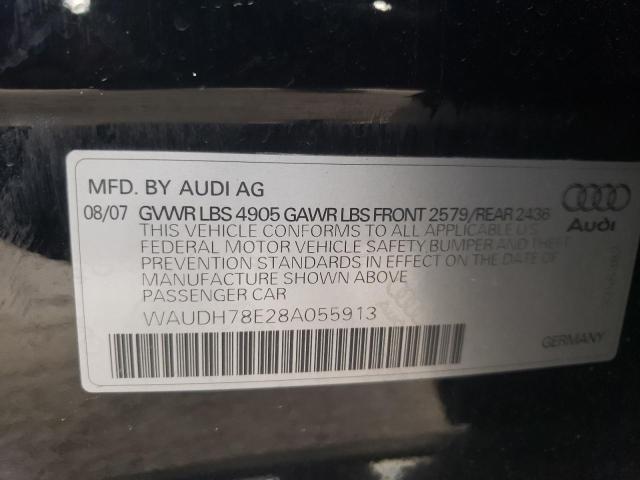 MFD. BY AUDI AG
08/07 GVWR LBS 4905 GAWR LBS FRONT 2579/REAR 2436
THIS VEHICLE CONFORMS TO ALL APPLICABLE
FEDERAL MOTOR VEHICLE SAFETY, BUMPER AND THEFT
PREVENTION STANDARDS IN EFFECT ON THE DATE OF
MANUFACTURE SHOWN ABOVE
PASSENGER CAR
WAUDH78E28A055913
Audi
GERMANY